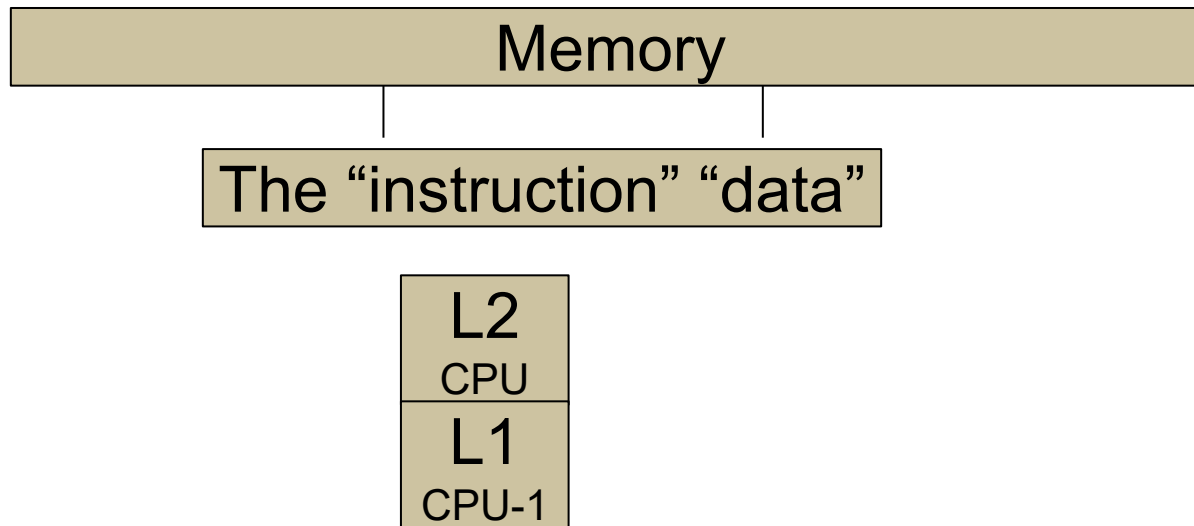 Memory
The “instruction” “data”
L2
CPU
L1
CPU-1